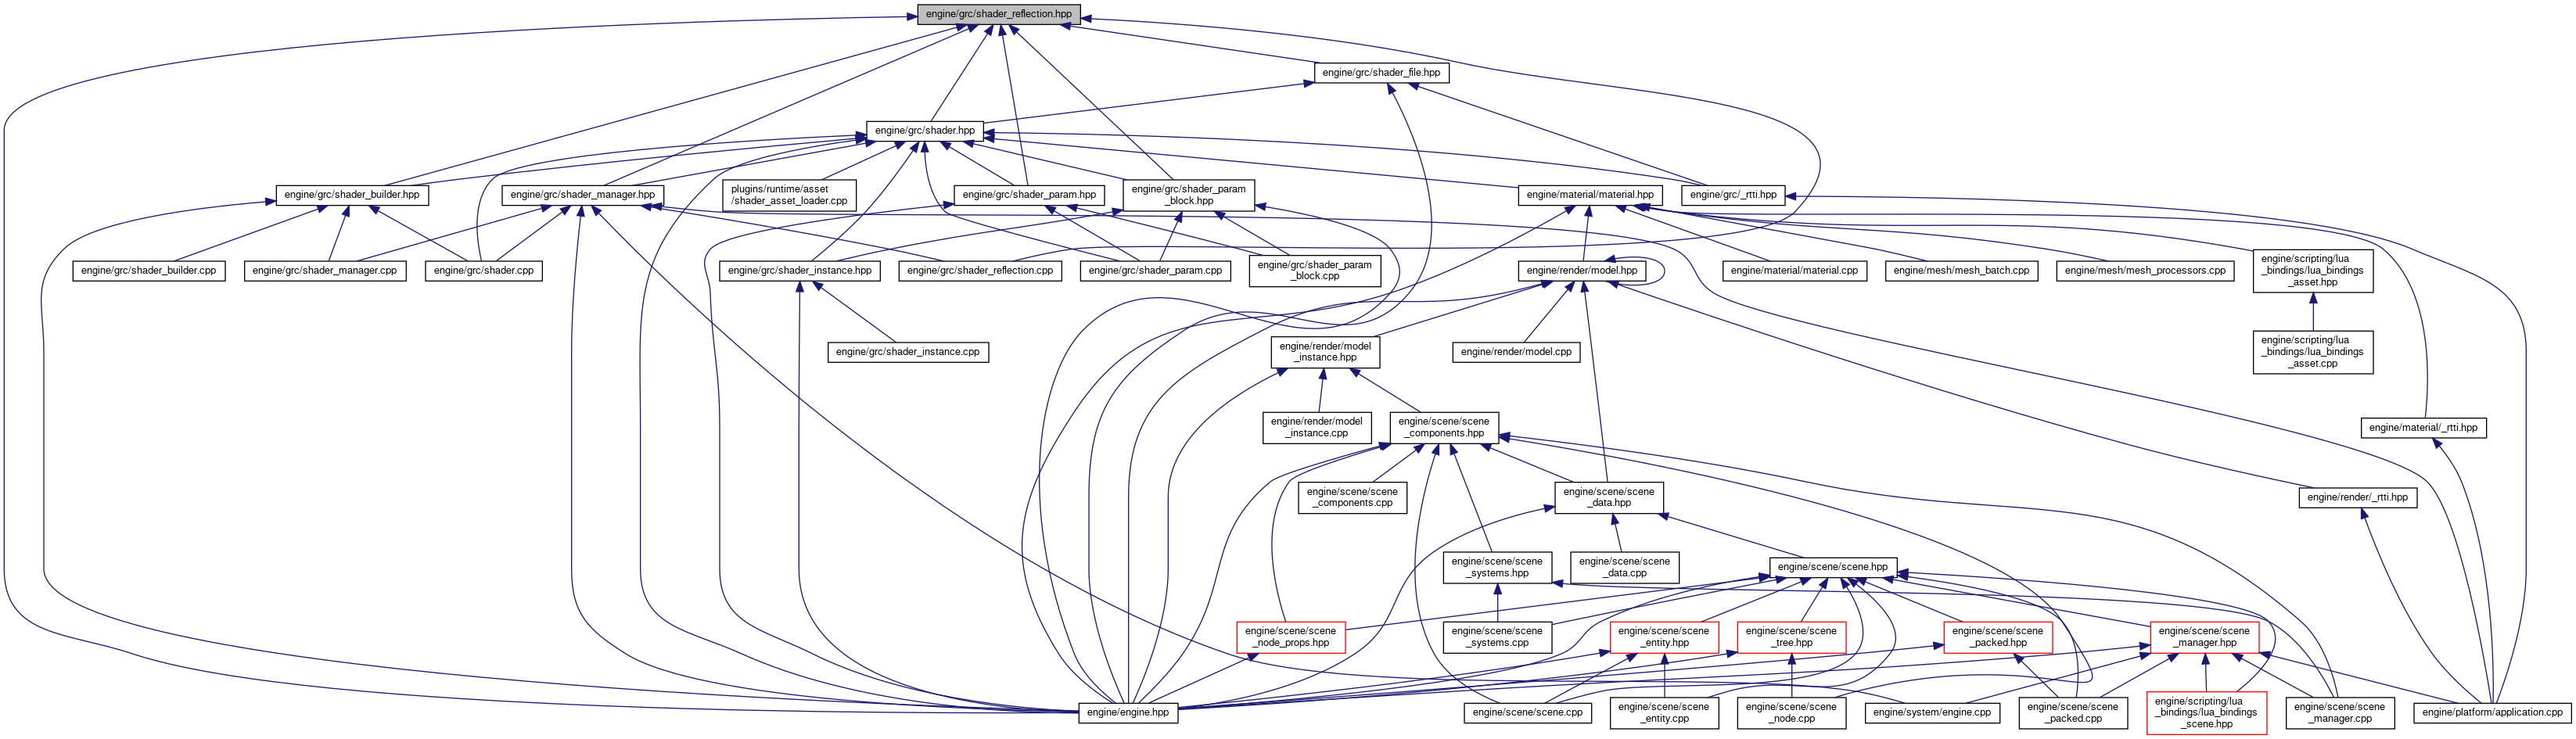 engine/grc/shader_reflection.hpp
engine/grc/shader_file.hpp
engine/grc/shader.hpp
engine/grc/shader_builder.hpp
engine/grc/shader_manager.hpp
plugins/runtime/asset
/shader_asset_loader.cpp
engine/grc/shader_param.hpp
engine/grc/shader_param
_block.hpp
engine/material/material.hpp
engine/grc/_rtti.hpp
engine/grc/shader_builder.cpp
engine/grc/shader_manager.cpp
engine/grc/shader.cpp
engine/grc/shader_instance.hpp
engine/grc/shader_reflection.cpp
engine/grc/shader_param.cpp
engine/grc/shader_param
_block.cpp
engine/render/model.hpp
engine/material/material.cpp
engine/mesh/mesh_batch.cpp
engine/mesh/mesh_processors.cpp
engine/scripting/lua
_bindings/lua_bindings
_asset.hpp
engine/grc/shader_instance.cpp
engine/render/model
_instance.hpp
engine/render/model.cpp
engine/scripting/lua
_bindings/lua_bindings
_asset.cpp
engine/render/model
_instance.cpp
engine/scene/scene
_components.hpp
engine/material/_rtti.hpp
engine/scene/scene
_components.cpp
engine/scene/scene
_data.hpp
engine/render/_rtti.hpp
engine/scene/scene
_systems.hpp
engine/scene/scene
_data.cpp
engine/scene/scene.hpp
engine/scene/scene
_node_props.hpp
engine/scene/scene
_systems.cpp
engine/scene/scene
_entity.hpp
engine/scene/scene
_tree.hpp
engine/scene/scene
_packed.hpp
engine/scene/scene
_manager.hpp
engine/engine.hpp
engine/scene/scene.cpp
engine/scene/scene
_entity.cpp
engine/scene/scene
_node.cpp
engine/system/engine.cpp
engine/scene/scene
_packed.cpp
engine/scripting/lua
_bindings/lua_bindings
_scene.hpp
engine/scene/scene
_manager.cpp
engine/platform/application.cpp